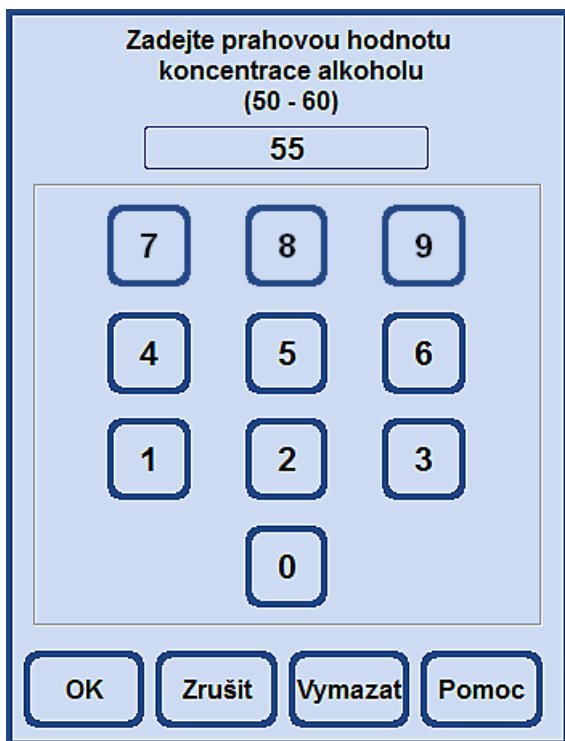 Zadejte prahovou hodnotu
koncentrace alkoholu
(50 - 60)
55
7 8 9
4 5 6
1 2 3
0
OK Zrušit Vymazat Pomoc